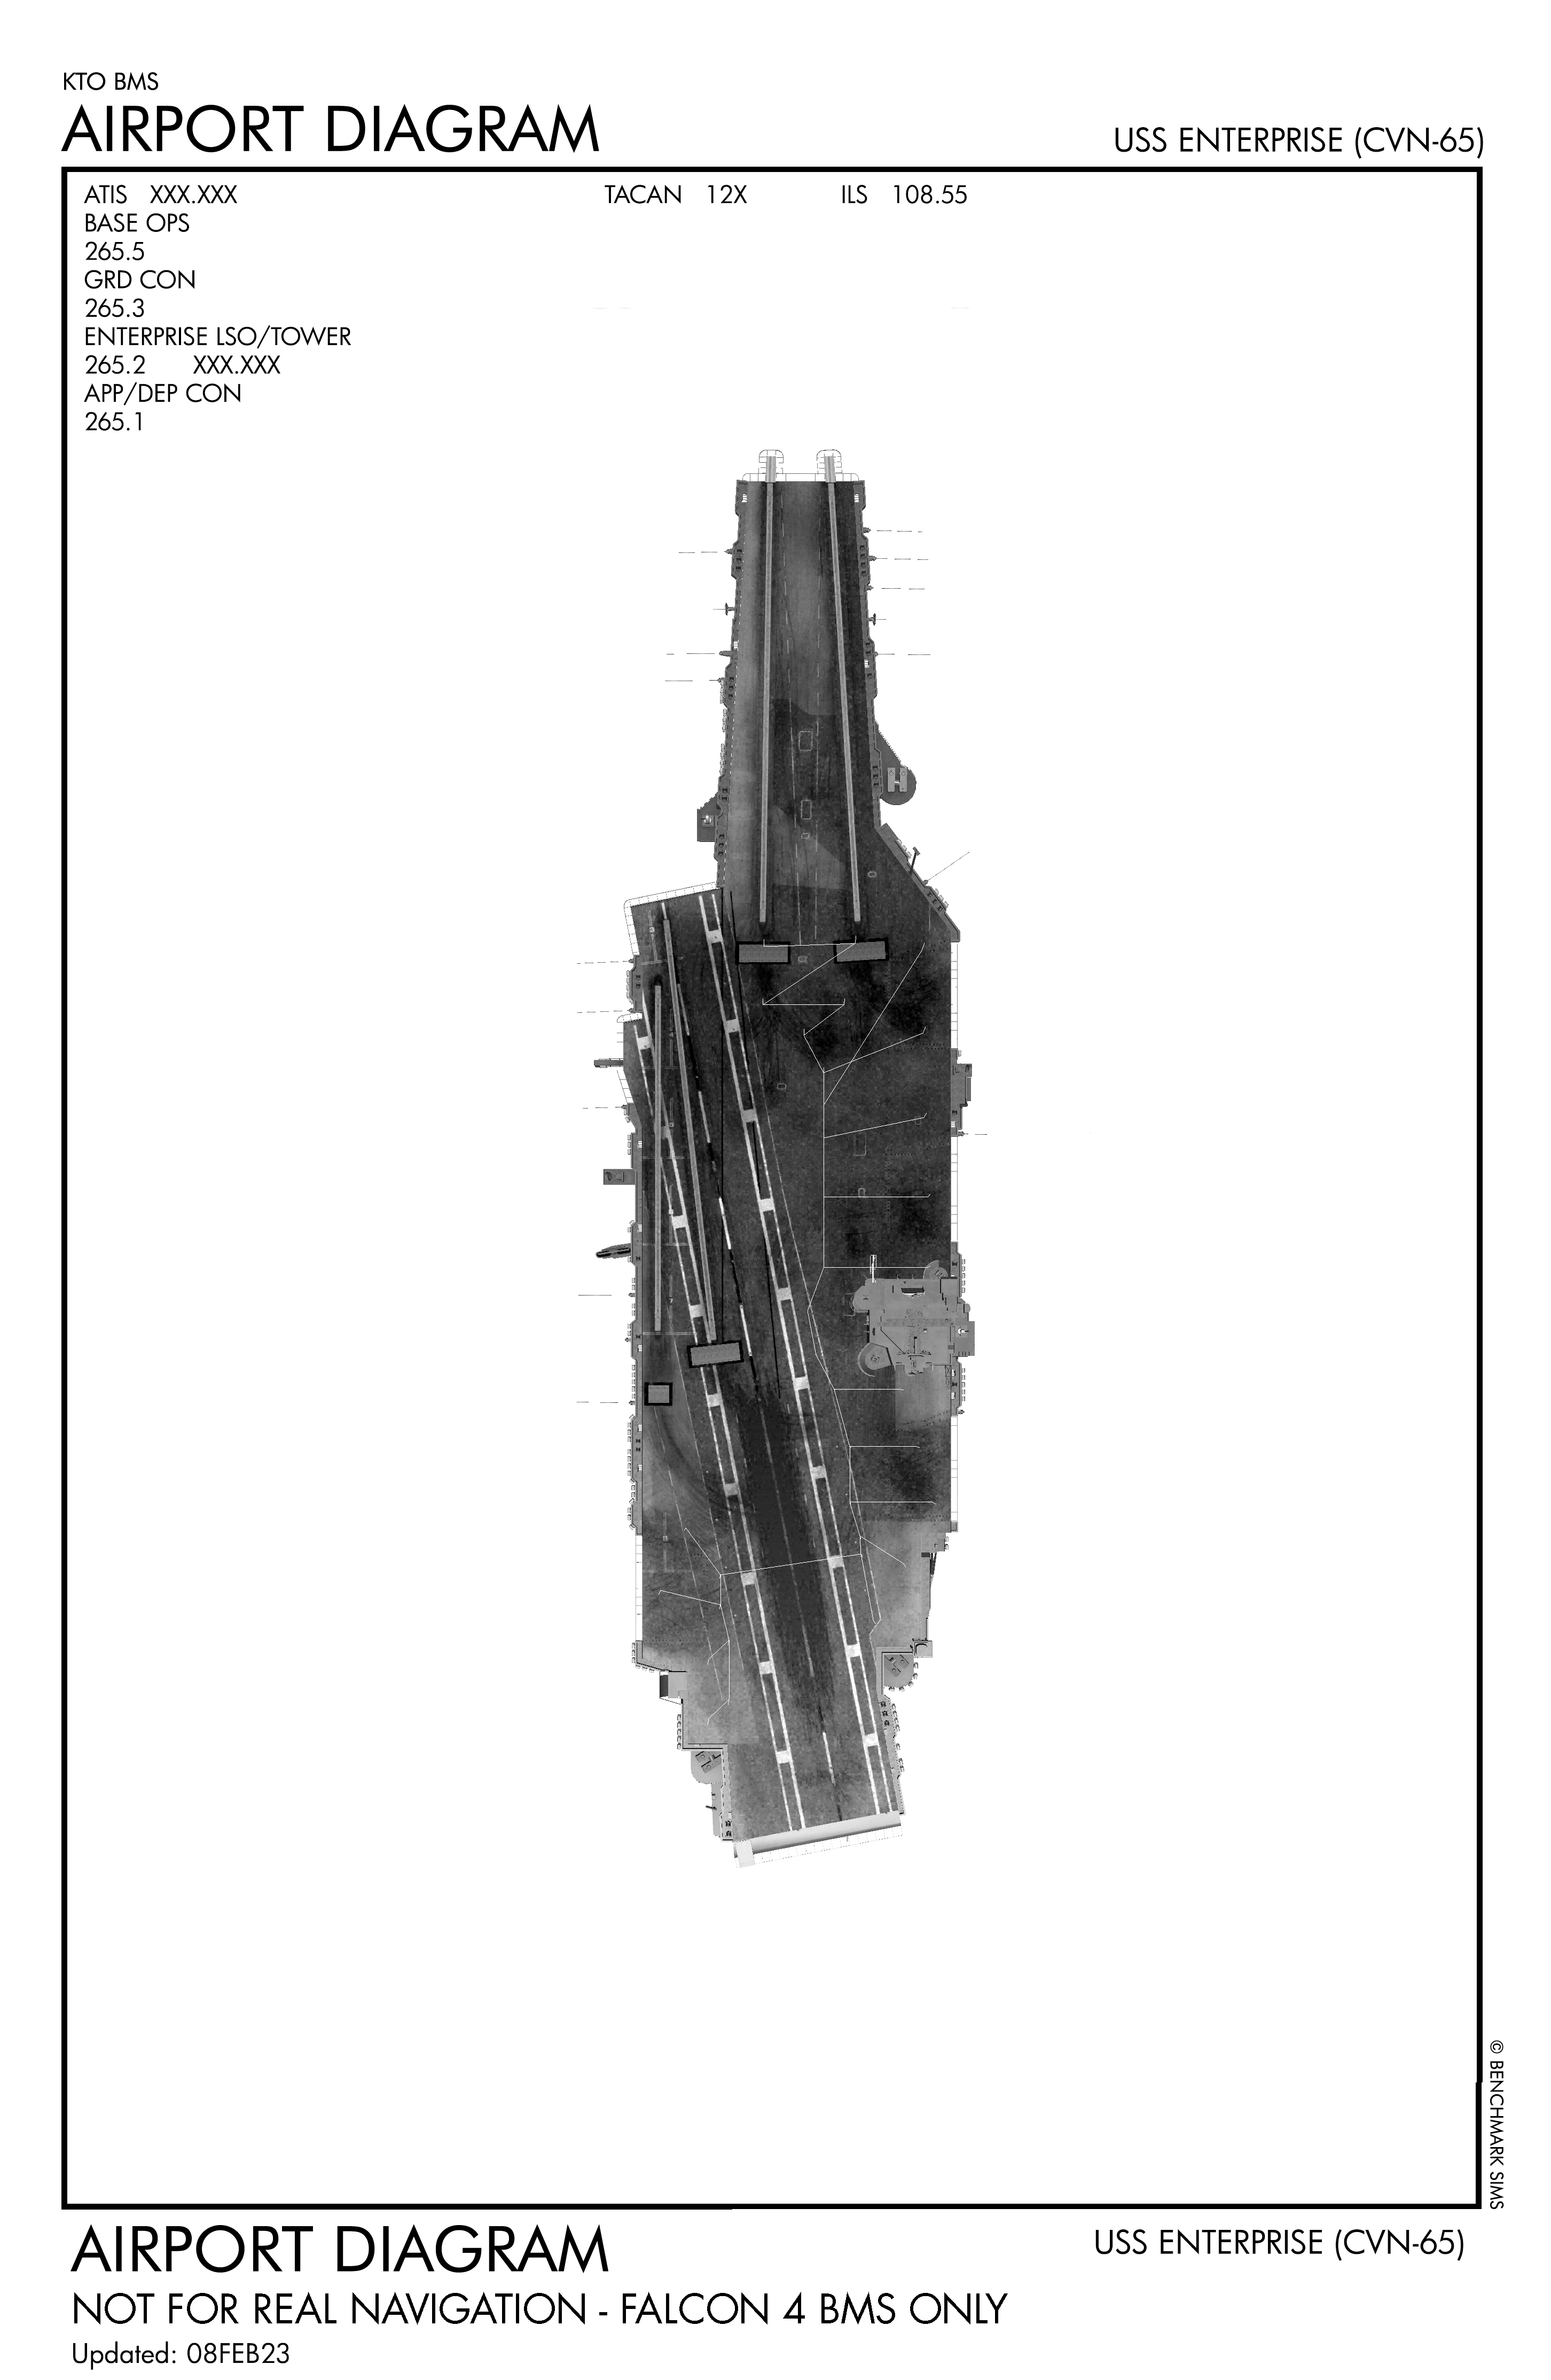 KTO BMS
AIRPORT DIAGRAM
USS ENTERPRISE (CVN-65)
ATIS XXX.XXX
TACAN 12X
ILS 108.55
BASE OPS
265.5
GRD CON
265.3
ENTERPRISE LSO/TOWER
265.2 XXX.XXX
APP/DEP CON
265.1
H
© BENCHMARK SIMS
AIRPORT DIAGRAM
USS ENTERPRISE (CVN-65)
NOT FOR REAL NAVIGATION - FALCON 4 BMS ONLY
Updated: 08FEB23